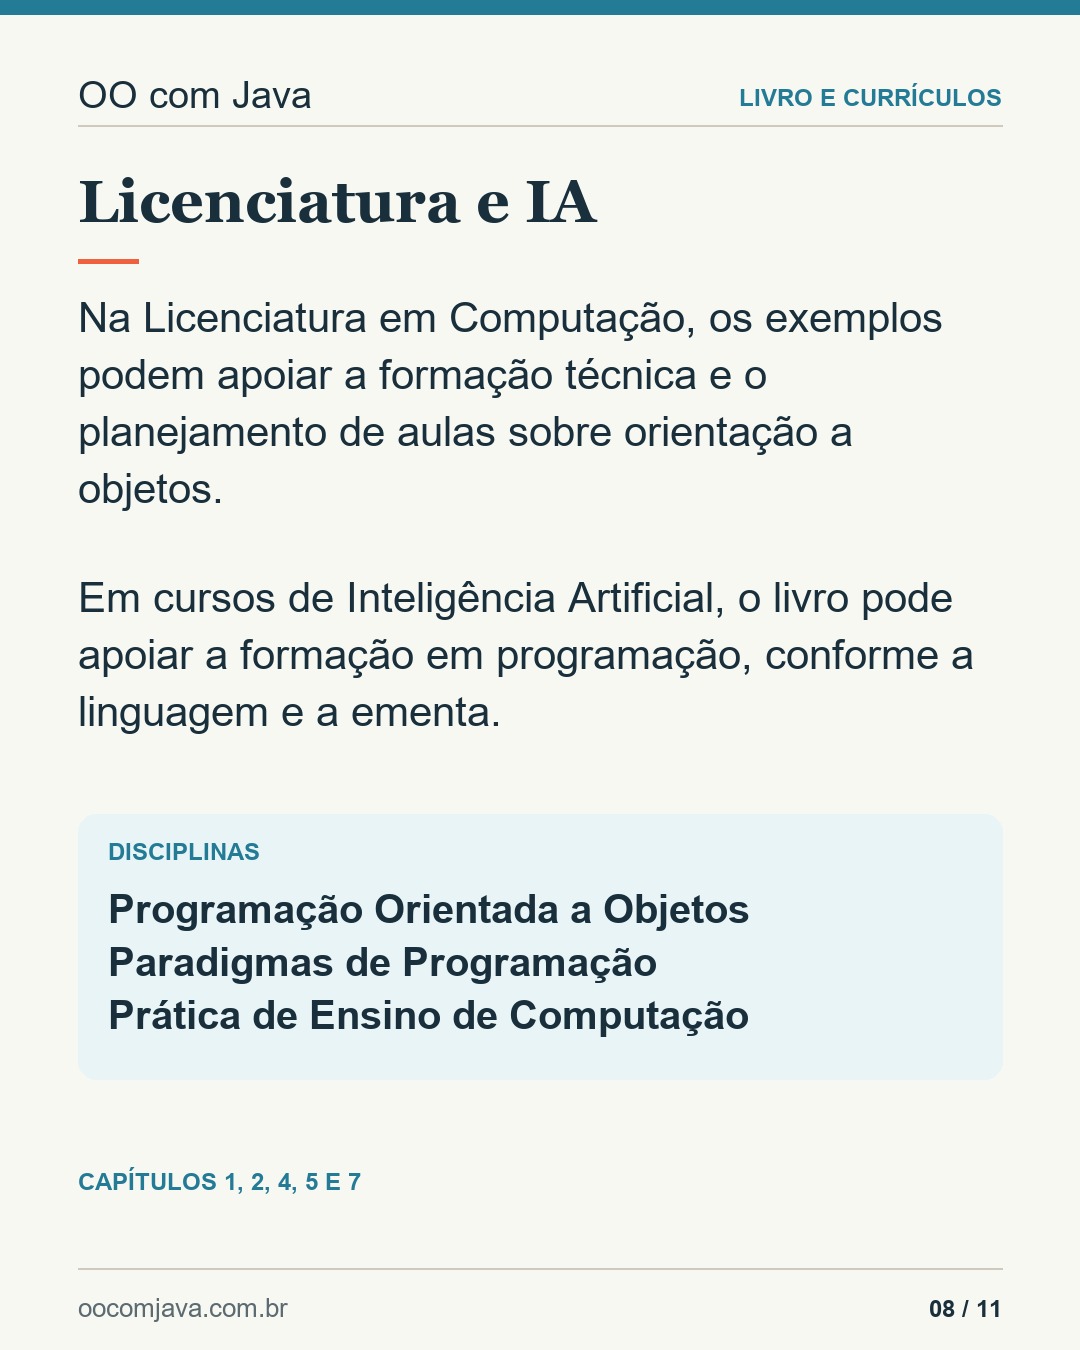 OO com Java
LIVRO E CURRÍCULOS
Licenciatura e IA
Na Licenciatura em Computação, os exemplos
podem apoiar a formação técnica e o
planejamento de aulas sobre orientação a
objetos.
Em cursos de Inteligência Artificial, o livro pode
apoiar a formação em programação, conforme a
linguagem e a ementa.
DISCIPLINAS
Programação Orientada a Objetos
Paradigmas de Programação
Prática de Ensino de Computação
CAPÍTULOS 1, 2, 4, 5 E 7
oocomjava.com.br
08 / 11